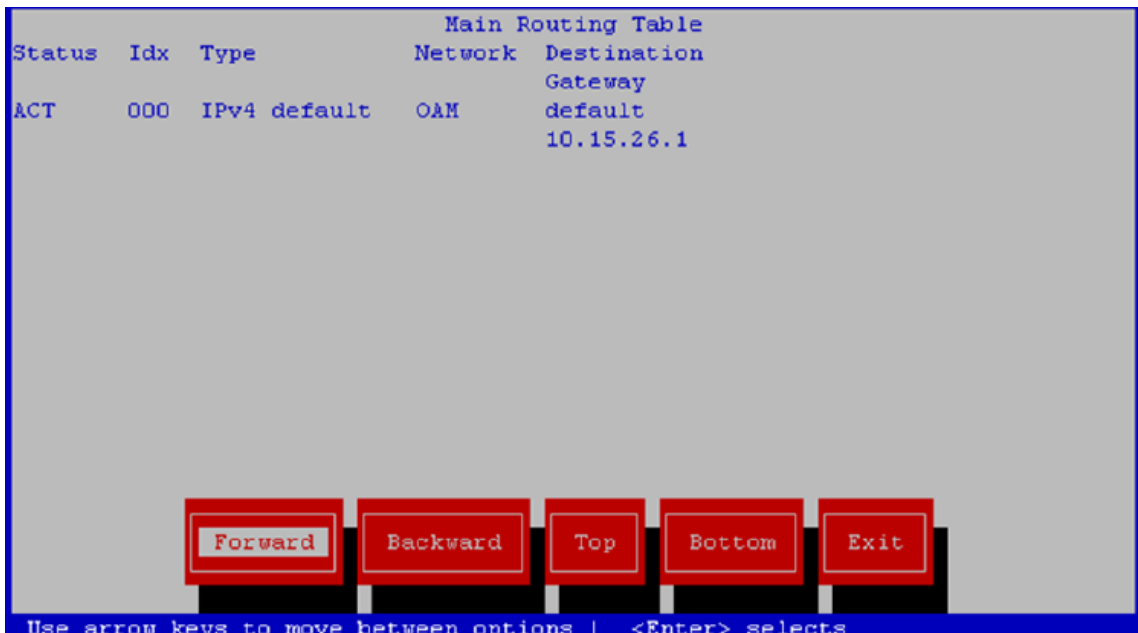 Main Routing Table
Status Idx Type Network Destination
Gateway
ACT 000 IPv4 default OAM default
10.15.26.1
Forward Backward Top Bottom Exit
Use arrow keys to move between options | <Enter> selects